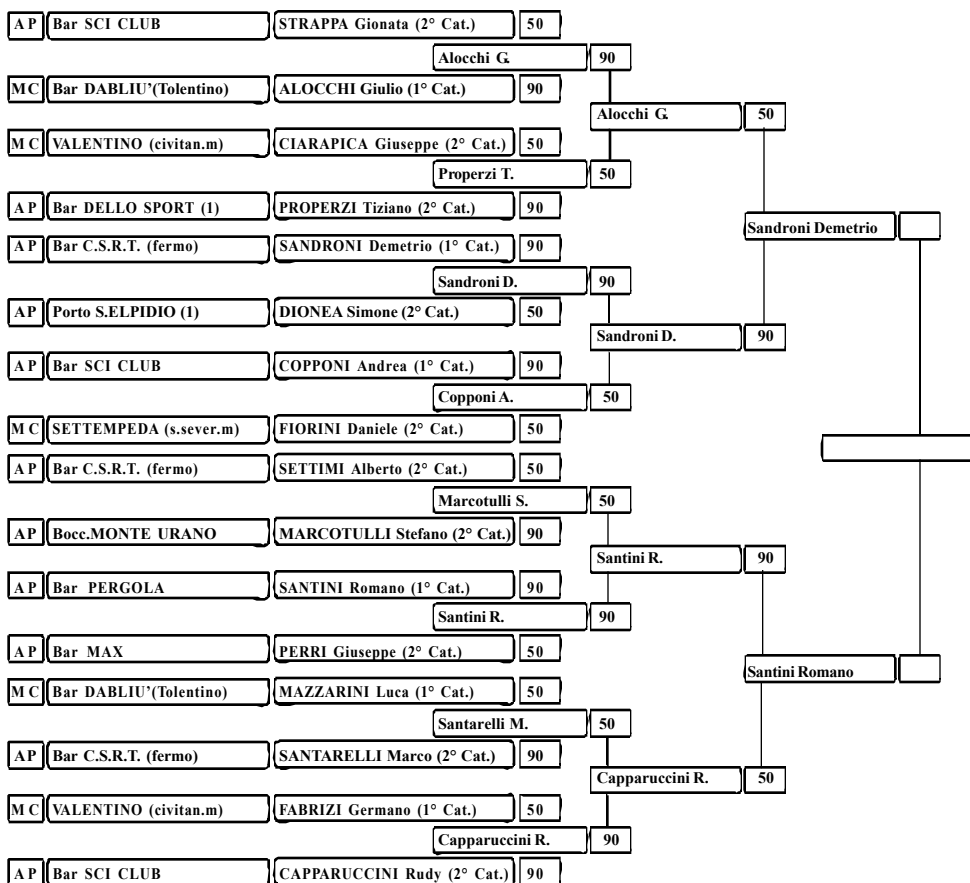 A P Bar SCI CLUB STRAPPA Gionata (2° Cat.) 50
Alocchi G. 90
M C Bar DABLIU'(Tolentino) ALOCCHI Giulio (1° Cat.) 90
Alocchi G. 50
M C VALENTINO (civitan.m) CIARAPICA Giuseppe (2° Cat.) 50
Properzi T. 50
A P Bar DELLO SPORT (1) PROPERZI Tiziano (2° Cat.) 90
Sandroni Demetrio
A P Bar C.S.R.T. (fermo) SANDRONI Demetrio (1° Cat.) 90
Sandroni D. 90
A P Porto S.ELPIDIO (1) DIONEA Simone (2° Cat.) 50
Sandroni D. 90
A P Bar SCI CLUB COPPONI Andrea (1° Cat.) 90
Copponi A. 50
M C SETTEMPEDA (s.sever.m) FIORINI Daniele (2° Cat.) 50
A P Bar C.S.R.T. (fermo) SETTIMI Alberto (2° Cat.) 50
Marcotulli S. 50
A P Bocc.MONTE URANO MARCOTULLI Stefano (2° Cat.) 90
Santini R. 90
A P Bar PERGOLA SANTINI Romano (1° Cat.) 90
Santini R. 90
A P Bar MAX PERRI Giuseppe (2° Cat.) 50
Santini Romano
M C Bar DABLIU'(Tolentino) MAZZARINI Luca (1° Cat.) 50
Santarelli M. 50
A P Bar C.S.R.T. (fermo) SANTARELLI Marco (2° Cat.) 90
Capparuccini R. 50
M C VALENTINO (civitan.m) FABRIZI Germano (1° Cat.) 50
Capparuccini R. 90
A P Bar SCI CLUB CAPPARUCCINI Rudy (2° Cat.) 90